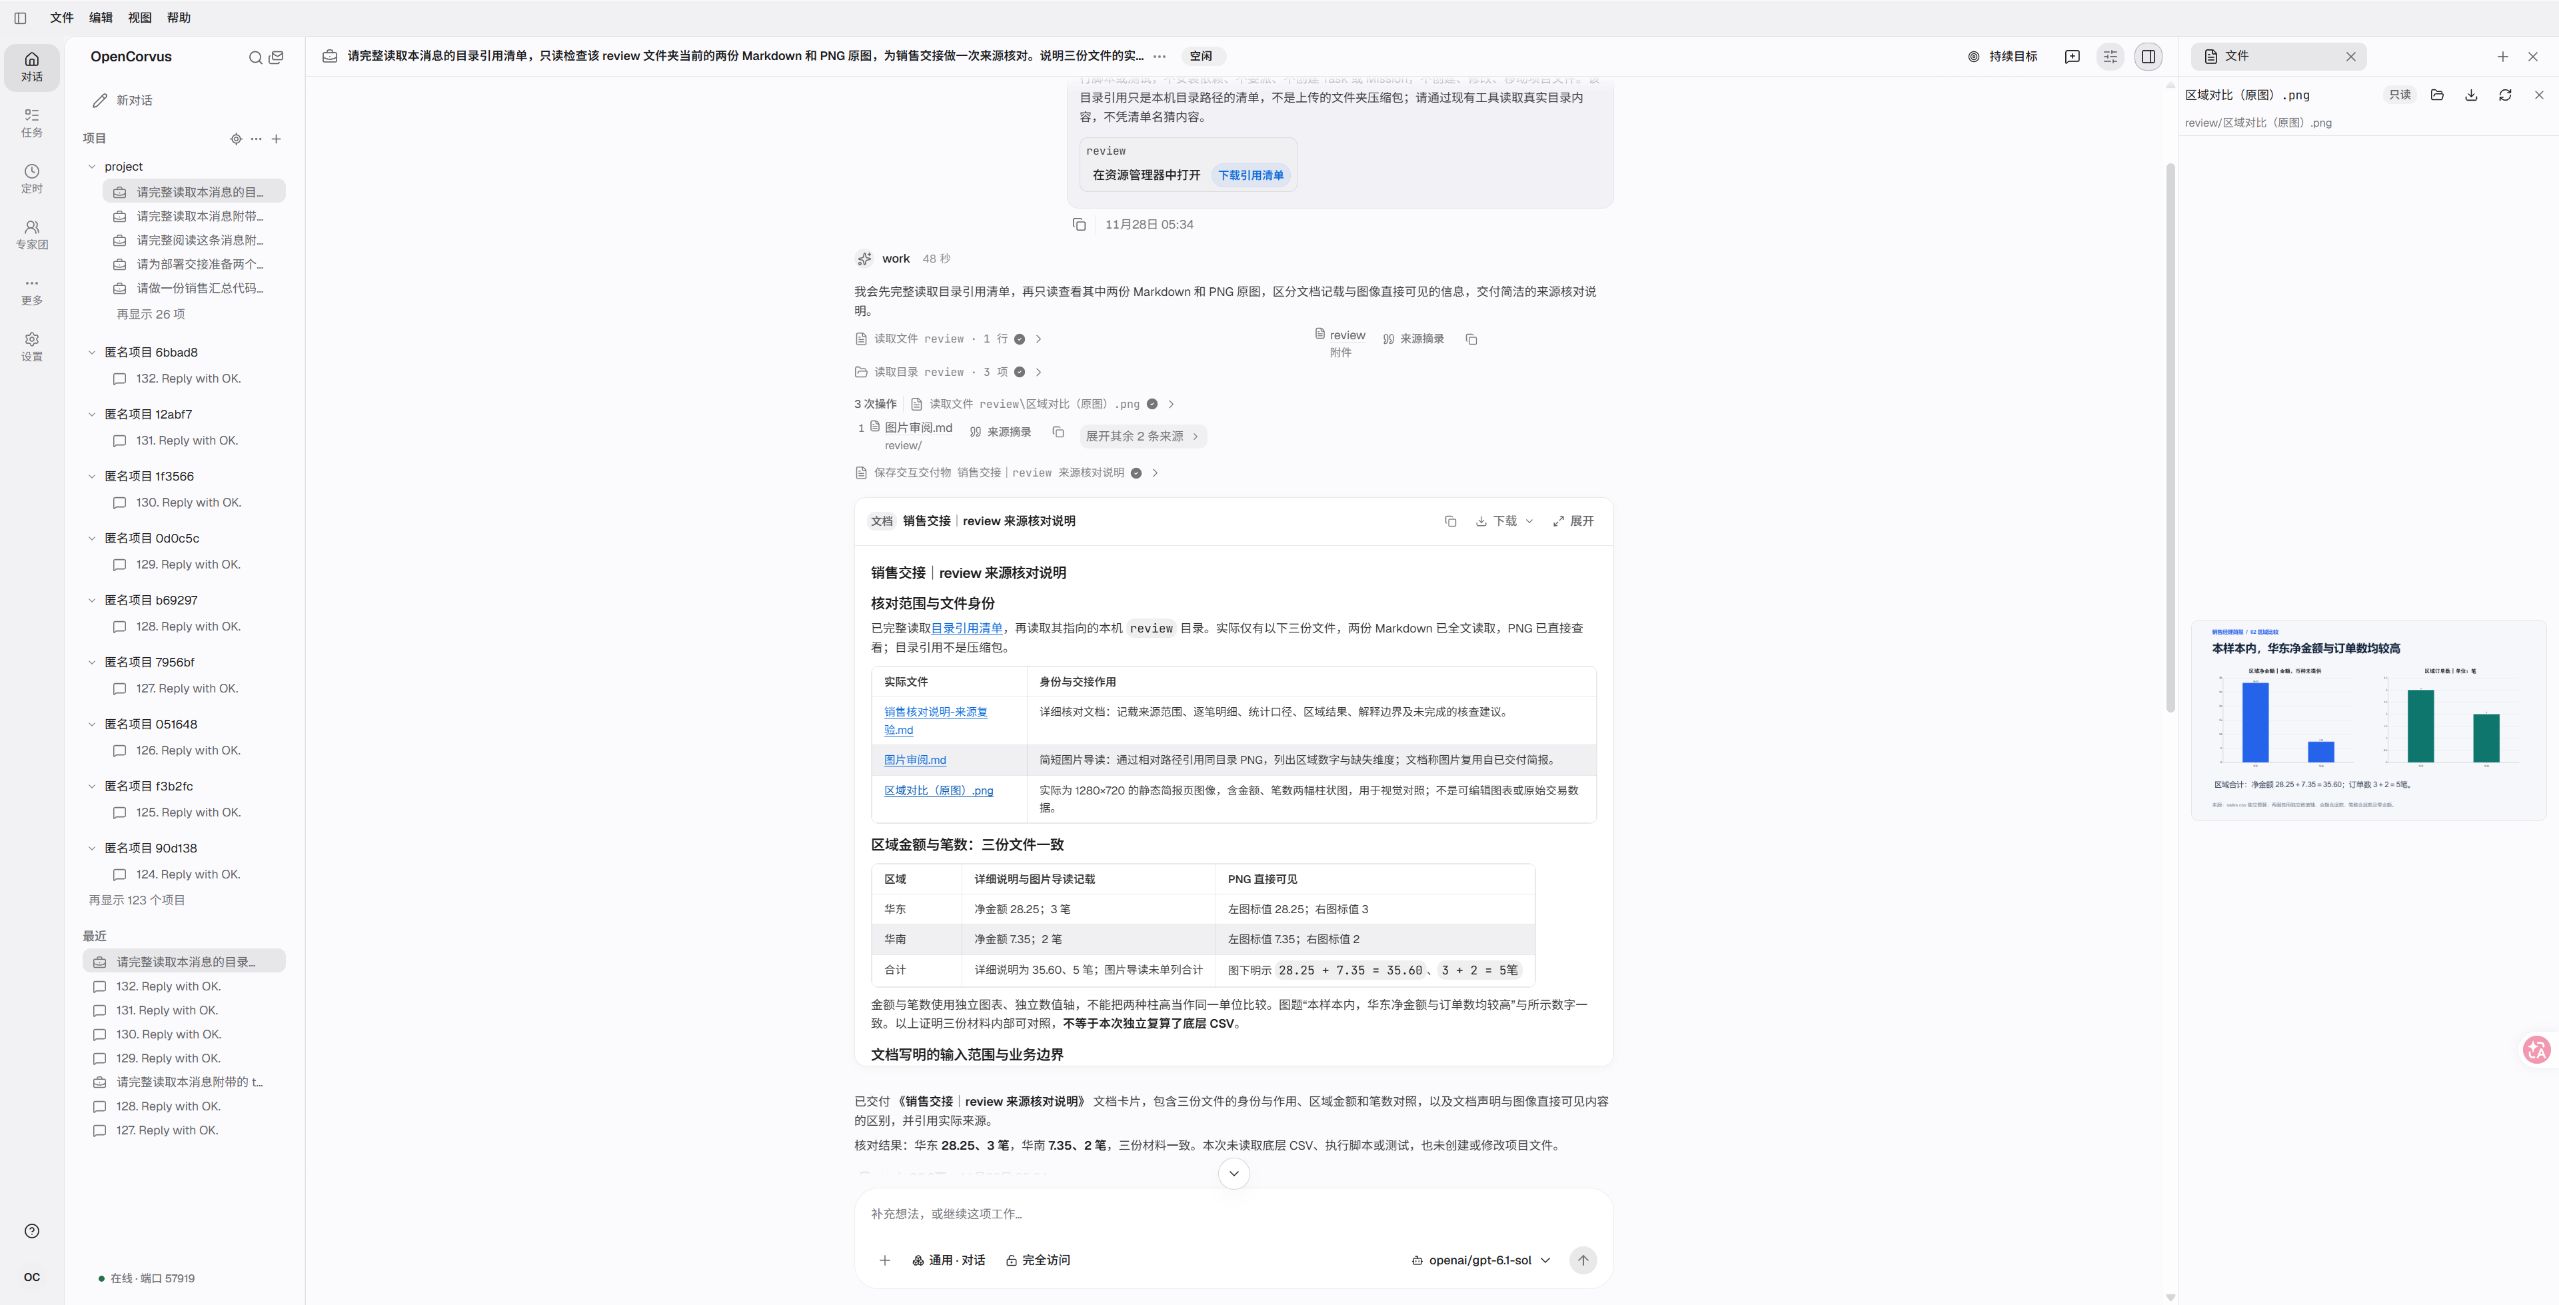 文件 编辑 视图 帮助
对话
任务
定时
专家团
更多
设置
OC
OpenCorvus
新对话
项目
project
请完整读取本消息的目...
请完整读取本消息附带...
请完整阅读这条消息附...
请为部署交接准备两个...
请做一份销售汇总代码...
再显示 26 项
匿名项目 6bbad8
132. Reply with OK.
匿名项目 12abf7
131. Reply with OK.
匿名项目 1f3566
130. Reply with OK.
匿名项目 0d0c5c
129. Reply with OK.
匿名项目 b69297
128. Reply with OK.
匿名项目 7956bf
127. Reply with OK.
匿名项目 051648
126. Reply with OK.
匿名项目 f3b2fc
125. Reply with OK.
匿名项目 90d138
124. Reply with OK.
再显示 123 个项目
最近
请完整读取本消息的目录...
132. Reply with OK.
131. Reply with OK.
130. Reply with OK.
129. Reply with OK.
请完整读取本消息附带的 t...
128. Reply with OK.
127. Reply with OK.
在线 · 端口 57919
请完整读取本消息的目录引用清单，只读检查该 review 文件夹当前的两份 Markdown 和 PNG 原图，为销售交接做一次来源核对。说明三份文件的实... 空闲
持续目标
目录引用只是本机目录路径的清单，不是上传的文件夹压缩包；请通过现有工具读取真实目录内
容，不凭清单名猜内容。
review
在资源管理器中打开 下载引用清单
11月28日 05:34
work 48 秒
我会先完整读取目录引用清单，再只读查看其中两份 Markdown 和 PNG 原图，区分文档记载与图像直接可见的信息，交付简洁的来源核对说
明。
读取文件 review · 1 行
review 来源摘录
附件
读取目录 review · 3 项
3 次操作 读取文件 review\区域对比（原图）.png
1 图片审阅.md 来源摘录 展开其余 2 条来源
review/
保存交互交付物 销售交接｜review 来源核对说明
文档 销售交接｜review 来源核对说明 下载 展开
销售交接｜review 来源核对说明
核对范围与文件身份
已完整读取目录引用清单，再读取其指向的本机 review 目录。实际仅有以下三份文件，两份 Markdown 已全文读取，PNG 已直接查
看；目录引用不是压缩包。
实际文件 身份与交接作用
销售核对说明-来源复
验.md
详细核对文档：记载来源范围、逐笔明细、统计口径、区域结果、解释边界及未完成的核查建议。
图片审阅.md 简短图片导读：通过相对路径引用同目录 PNG，列出区域数字与缺失维度；文档称图片复用自已交付简报。
区域对比（原图）.png 实际为 1280×720 的静态简报页图像，含金额、笔数两幅柱状图，用于视觉对照；不是可编辑图表或原始交易数
据。
区域金额与笔数：三份文件一致
区域 详细说明与图片导读记载 PNG 直接可见
华东 净金额 28.25；3 笔 左图标值 28.25；右图标值 3
华南 净金额 7.35；2 笔 左图标值 7.35；右图标值 2
合计 详细说明为 35.60、5 笔；图片导读未单列合计 图下明示 28.25 + 7.35 = 35.60、3 + 2 = 5笔
金额与笔数使用独立图表、独立数值轴，不能把两种柱高当作同一单位比较。图题“本样本内，华东净金额与订单数均较高”与所示数字一
致。以上证明三份材料内部可对照，不等于本次独立复算了底层 CSV。
文档写明的输入范围与业务边界
已交付 《销售交接｜review 来源核对说明》 文档卡片，包含三份文件的身份与作用、区域金额和笔数对照，以及文档声明与图像直接可见内容
的区别，并引用实际来源。
核对结果：华东 28.25、3 笔，华南 7.35、2 笔，三份材料一致。本次未读取底层 CSV、执行脚本或测试，也未创建或修改项目文件。
补充想法，或继续这项工作...
通用 · 对话 完全访问 openai/gpt-6.1-sol
文件
区域对比（原图）.png 只读
review/区域对比（原图）.png
本样本内，华东净金额与订单数均较高
区域合计：净金额 28.25 + 7.35 = 35.60；订单数 3 + 2 = 5笔。